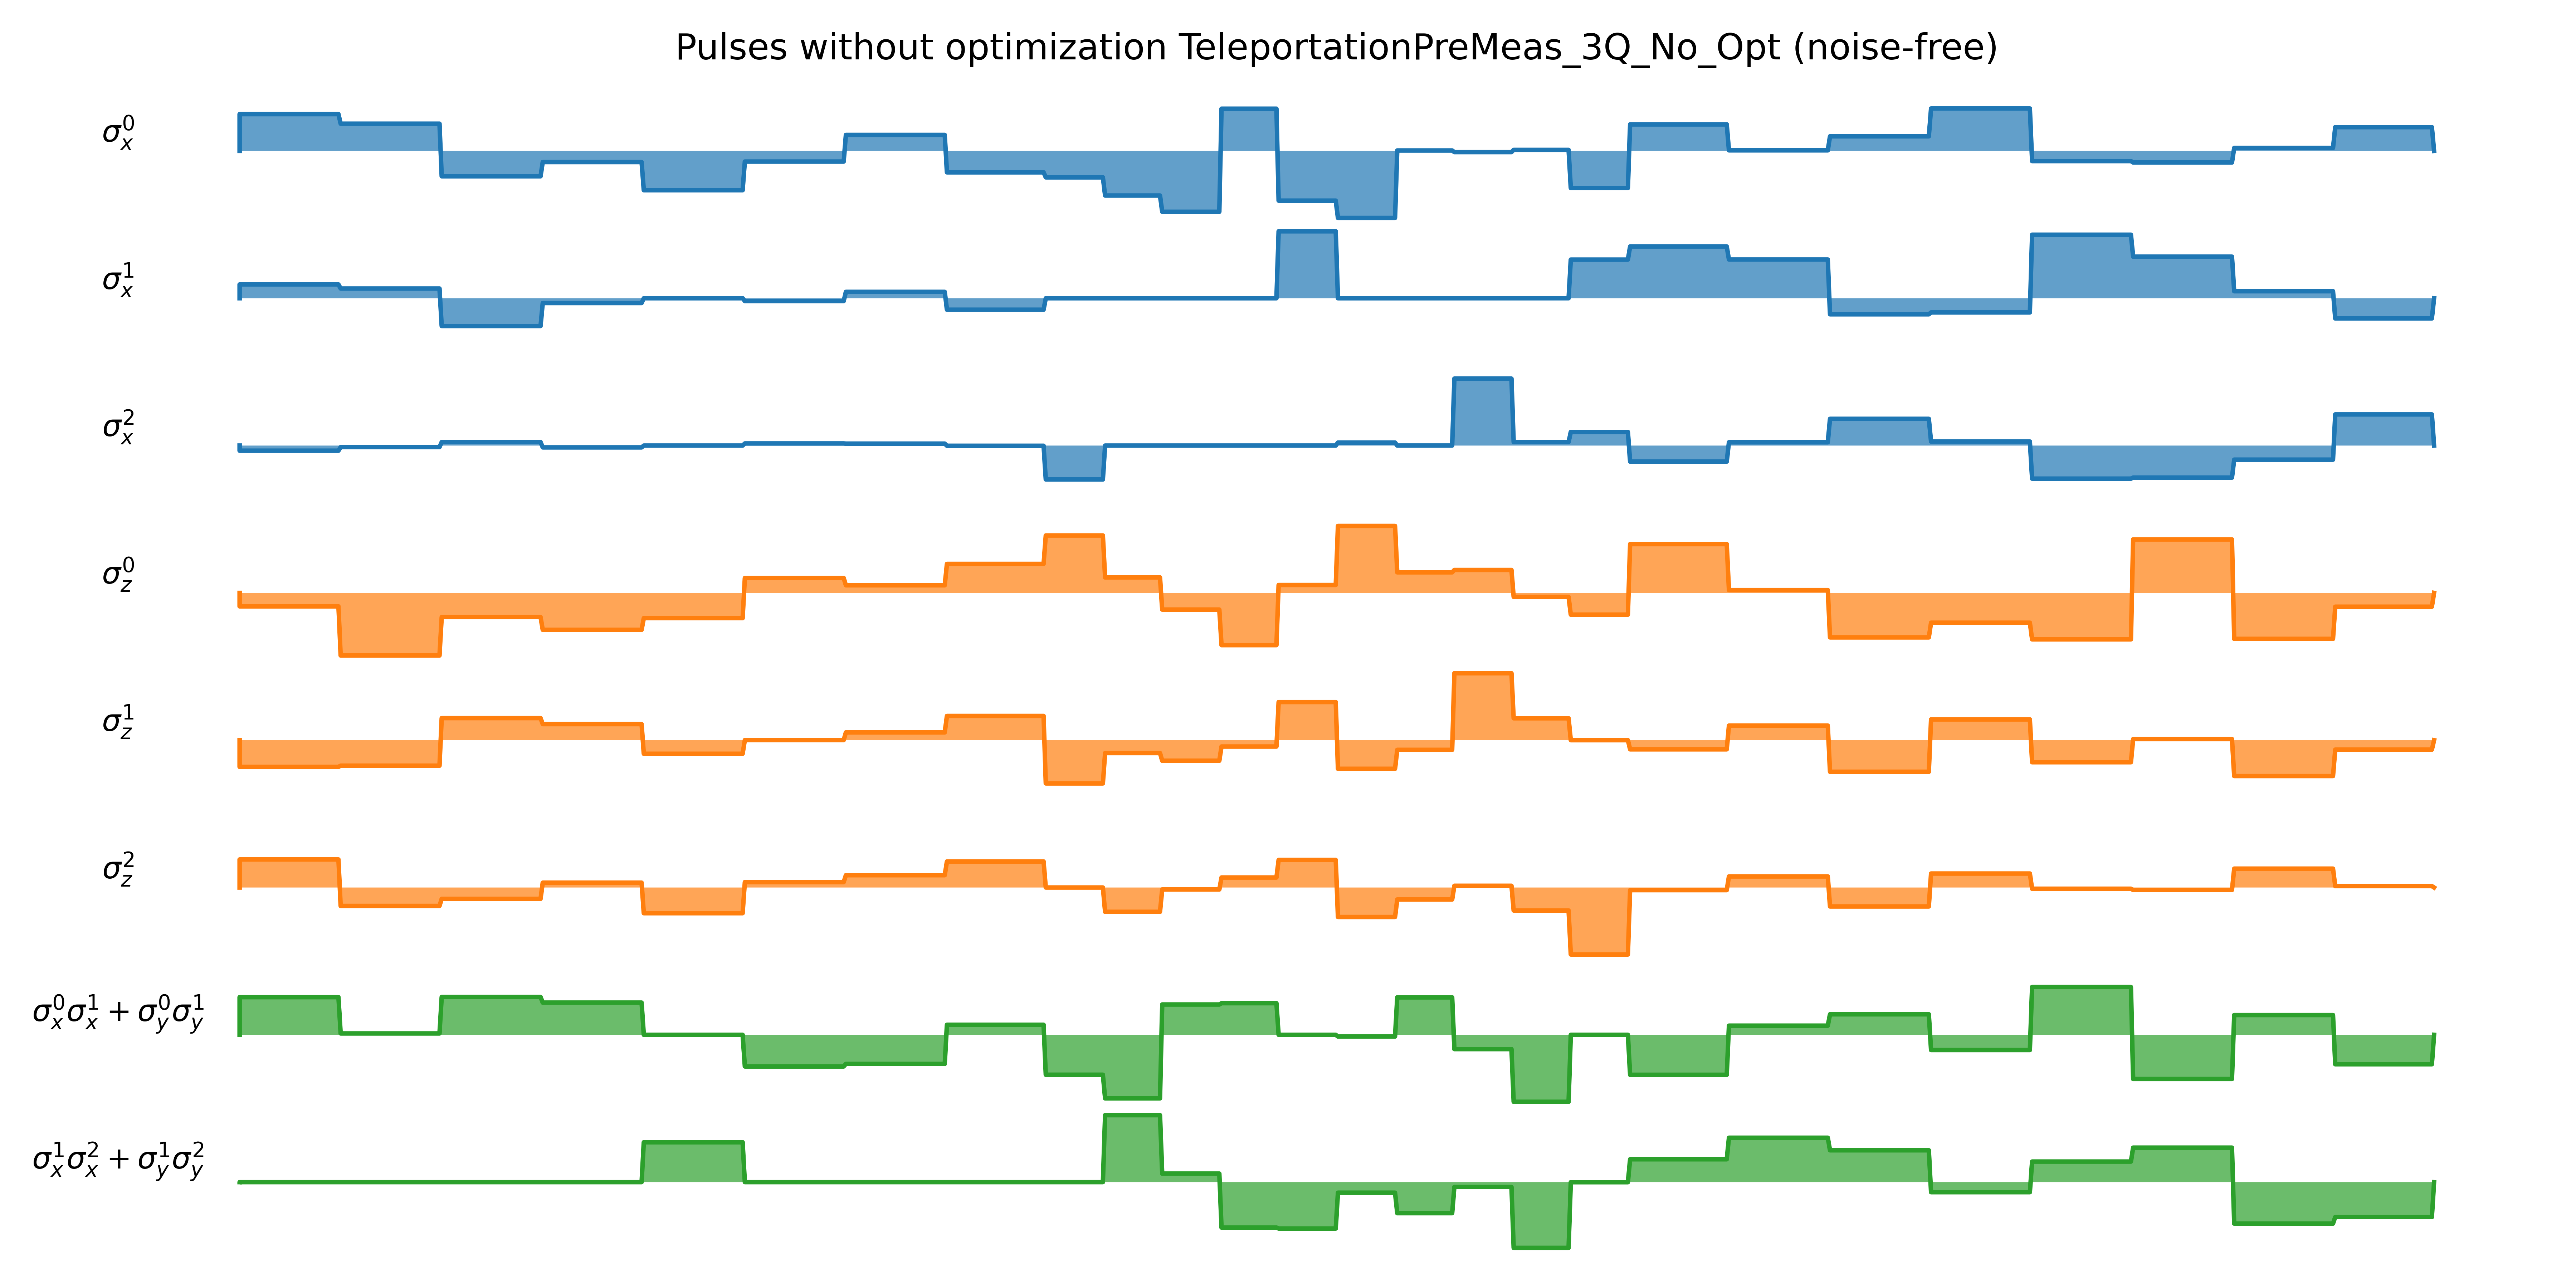 Pulses without optimization TeleportationPreMeas_3Q_No_Opt (noise-free)
σ_x^0
σ_x^1
σ_x^2
σ_z^0
σ_z^1
σ_z^2
σ_x^0σ_x^1 + σ_y^0σ_y^1
σ_x^1σ_x^2 + σ_y^1σ_y^2